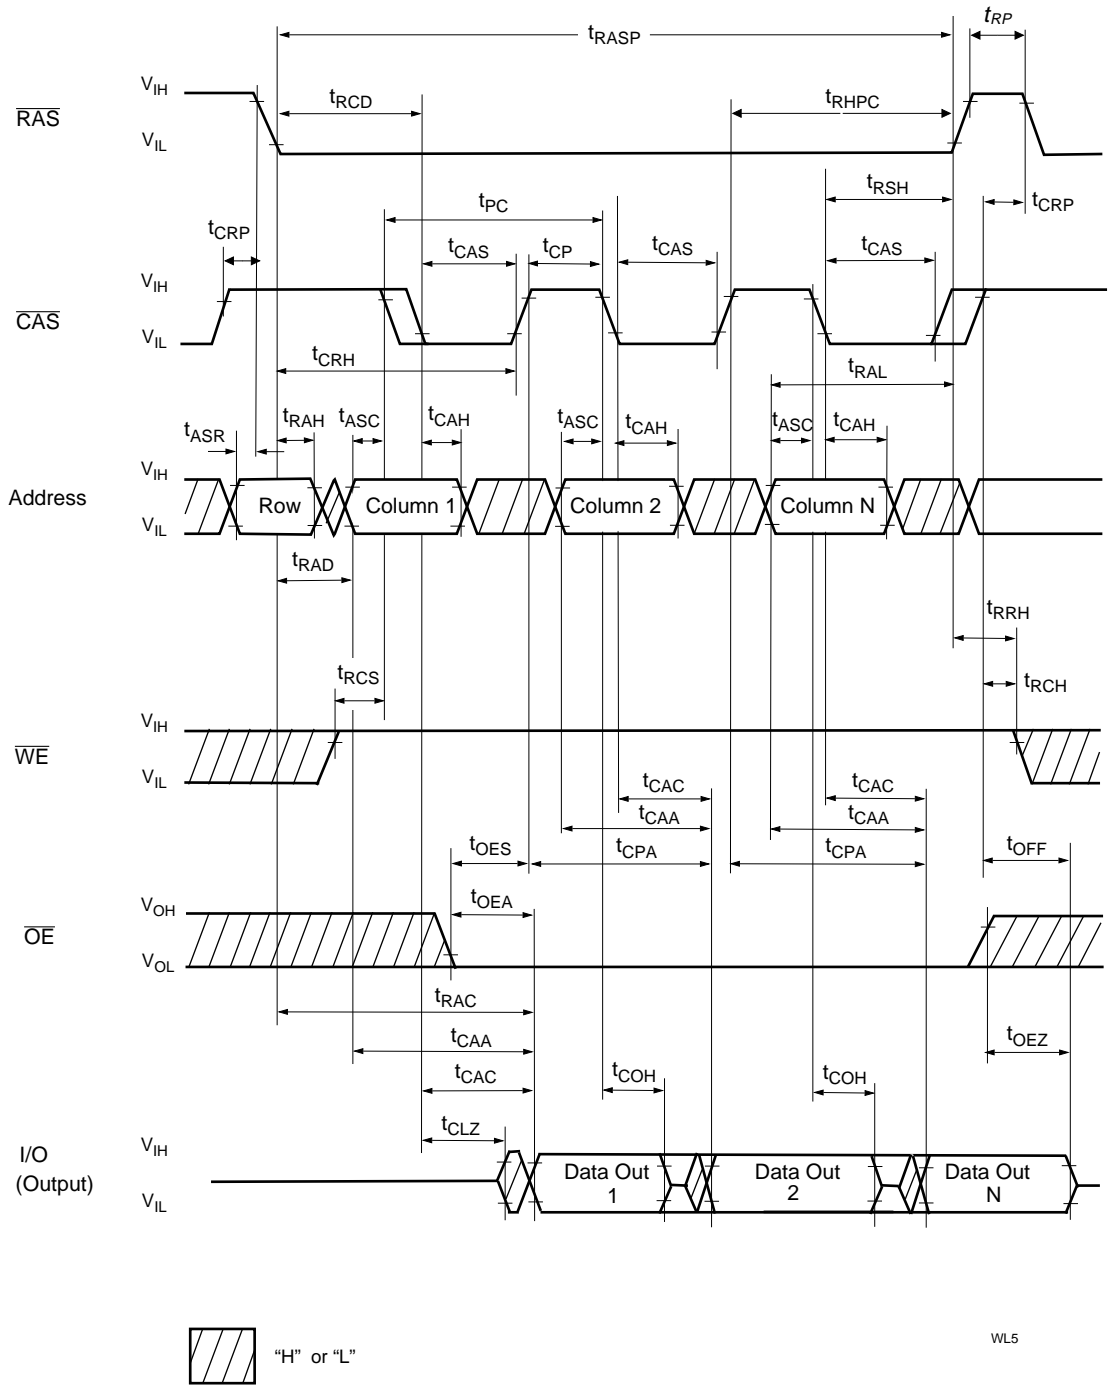 tRASP tRP
VIH
RAS
VIL
tRCD tRHPC
tRSH
tPC
tCRP tCRP
tCAS tCP tCAS tCAS
VIH
CAS
VIL
tCRH
tRAL
tASR tRAH tASC tCAH tASC tCAH tASC tCAH
VIH
Address Row Column 1 Column 2 Column N
VIL
tRAD
tRRH
tRCS tRCH
VIH
WE
VIL
tCAC tCAC
tCAA tCAA
tOES tCPA tCPA tOFF
tOEA
VOH
OE
VOL
tRAC
tCAA tOEZ
tCAC tCOH tCOH
tCLZ
VIH
I/O
(Output)
VIL
Data Out
1
Data Out
2
Data Out
N
“H” or “L”
WL5